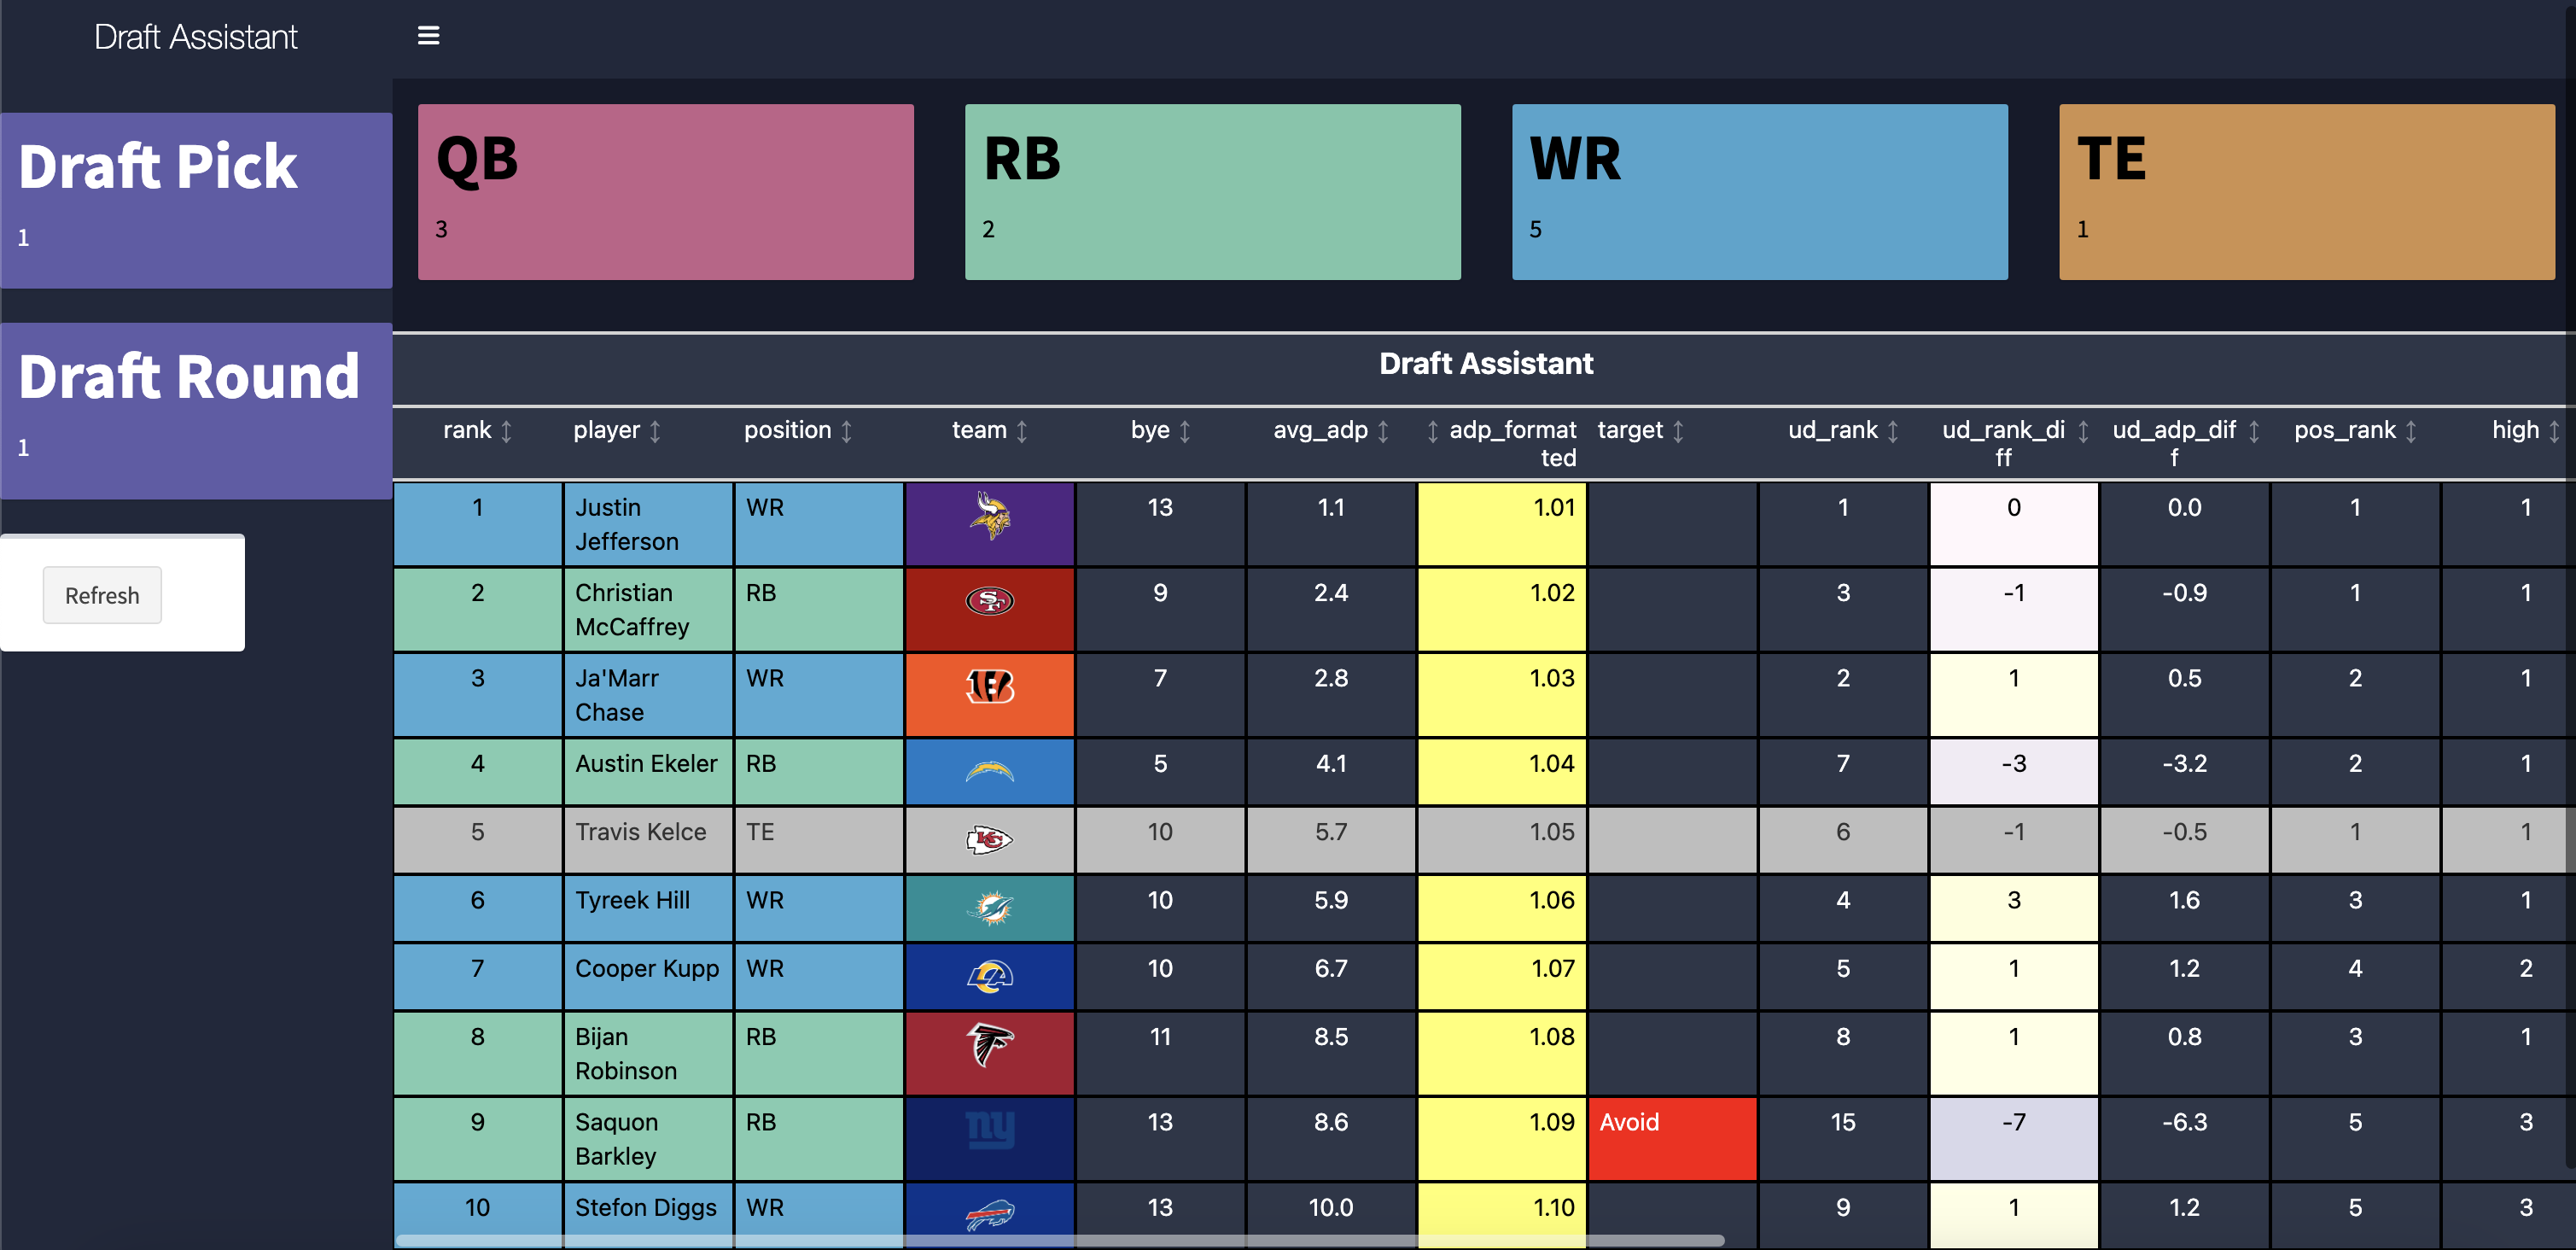 Draft Assistant
Draft Pick
1
Draft Round
1
Refresh
QB
3
RB
2
WR
5
TE
1
Draft Assistant
rank player position team bye avg_adp adp_format target ud_rank ud_rank_di ud_adp_dif pos_rank high
ted ff f
1 Justin WR 13 1.1 1.01 1 0 0.0 1 1
Jefferson
2 Christian RB SF 9 2.4 1.02 3 -1 -0.9 1 1
McCaffrey
3 Ja'Marr WR B 7 2.8 1.03 2 1 0.5 2 1
Chase
4 Austin Ekeler RB 5 4.1 1.04 7 -3 -3.2 2 1
5 Travis Kelce TE KC 10 5.7 1.05 6 -1 -0.5 1 1
6 Tyreek Hill WR 10 5.9 1.06 4 3 1.6 3 1
7 Cooper Kupp WR LA 10 6.7 1.07 5 1 1.2 4 2
8 Bijan RB 11 8.5 1.08 8 1 0.8 3 1
Robinson
9 Saquon RB ny 13 8.6 1.09 Avoid 15 -7 -6.3 5 3
Barkley
10 Stefon Diggs WR 13 10.0 1.10 9 1 1.2 5 3